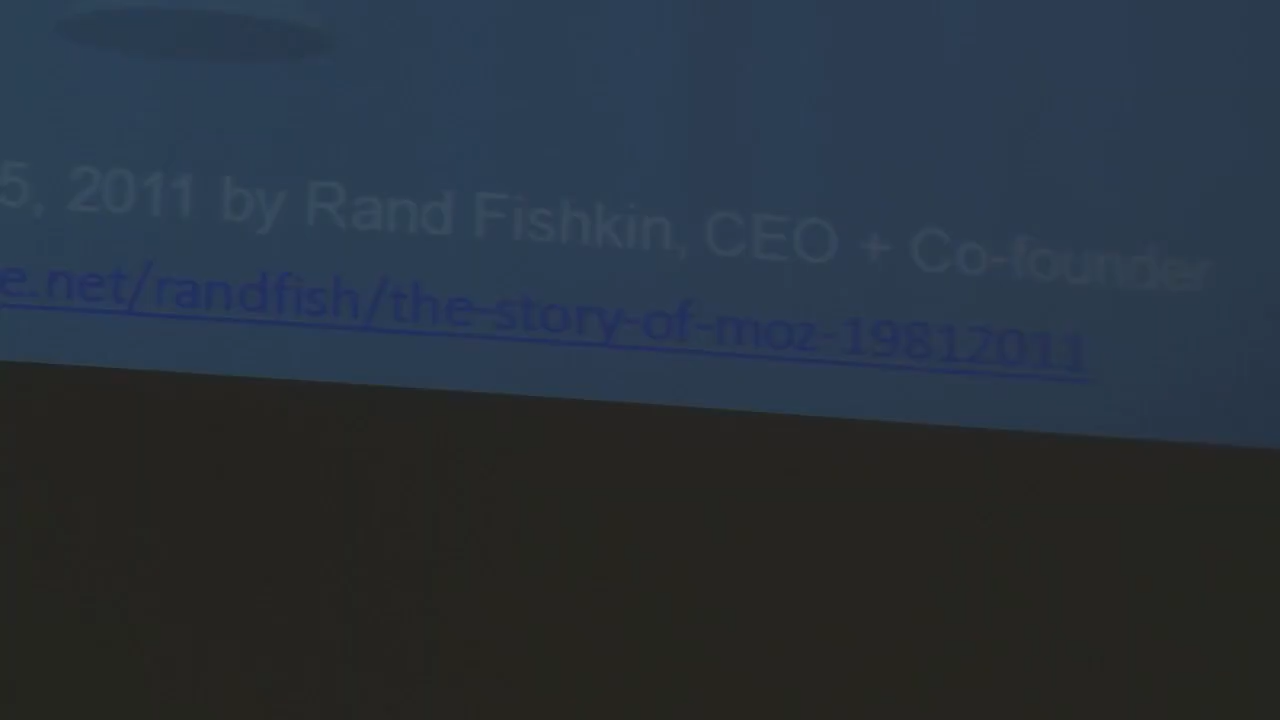 5, 2011 by Rand Fishkin, CEO + Co-founder
e.net/randfish/the-story-of-moz-19812011